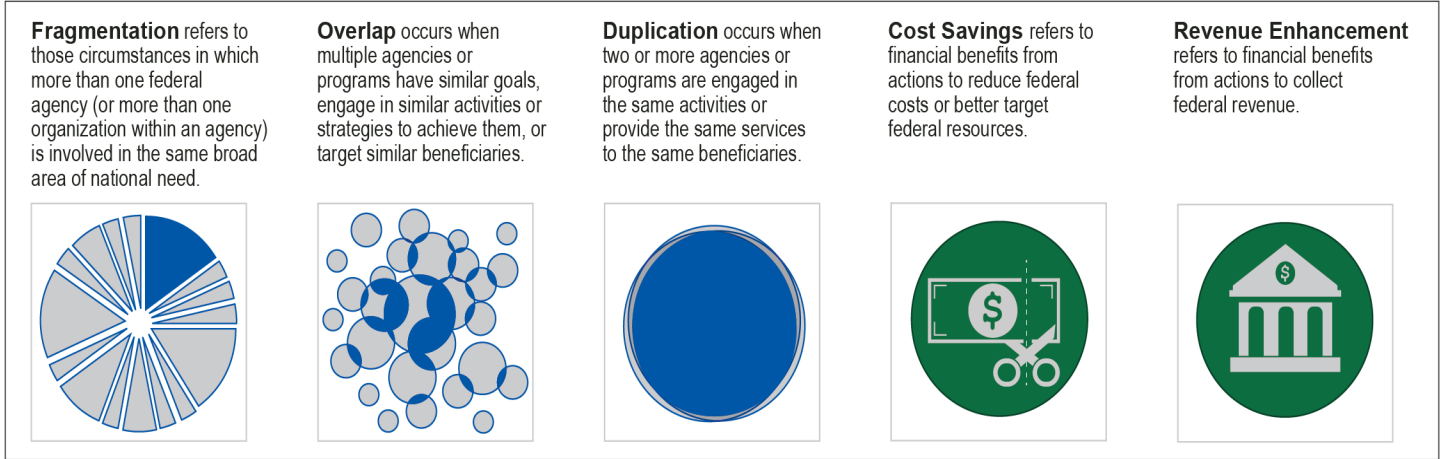 Fragmentation refers to
those circumstances in which
more than one federal
agency (or more than one
organization within an agency)
is involved in the same broad
area of national need.
Overlap occurs when
multiple agencies or
programs have similar goals,
engage in similar activities or
strategies to achieve them, or
target similar beneficiaries.
Duplication occurs when
two or more agencies or
programs are engaged in
the same activities or
provide the same services
to the same beneficiaries.
Cost Savings refers to
financial benefits from
actions to reduce federal
costs or better target
federal resources.
Revenue Enhancement
refers to financial benefits
from actions to collect
federal revenue.
$
$